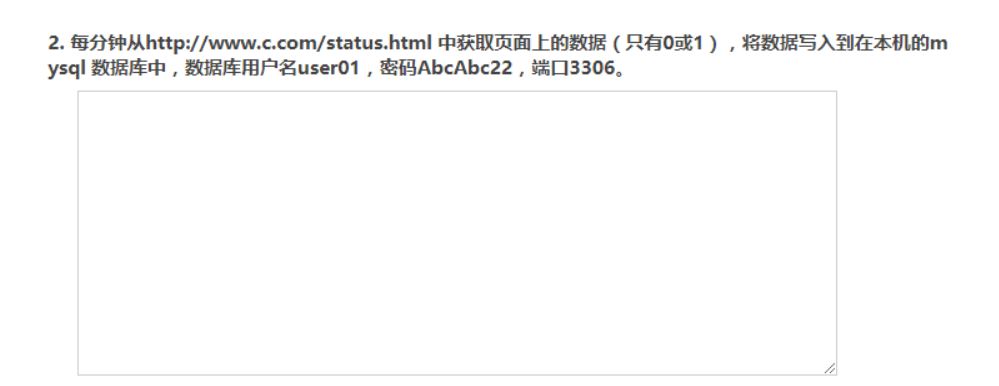 2. 每分钟从http://www.c.com/status.html 中获取页面上的数据（只有0或1），将数据写入到在本机的m
ysql 数据库中，数据库用户名user01，密码AbcAbc22，端口3306。